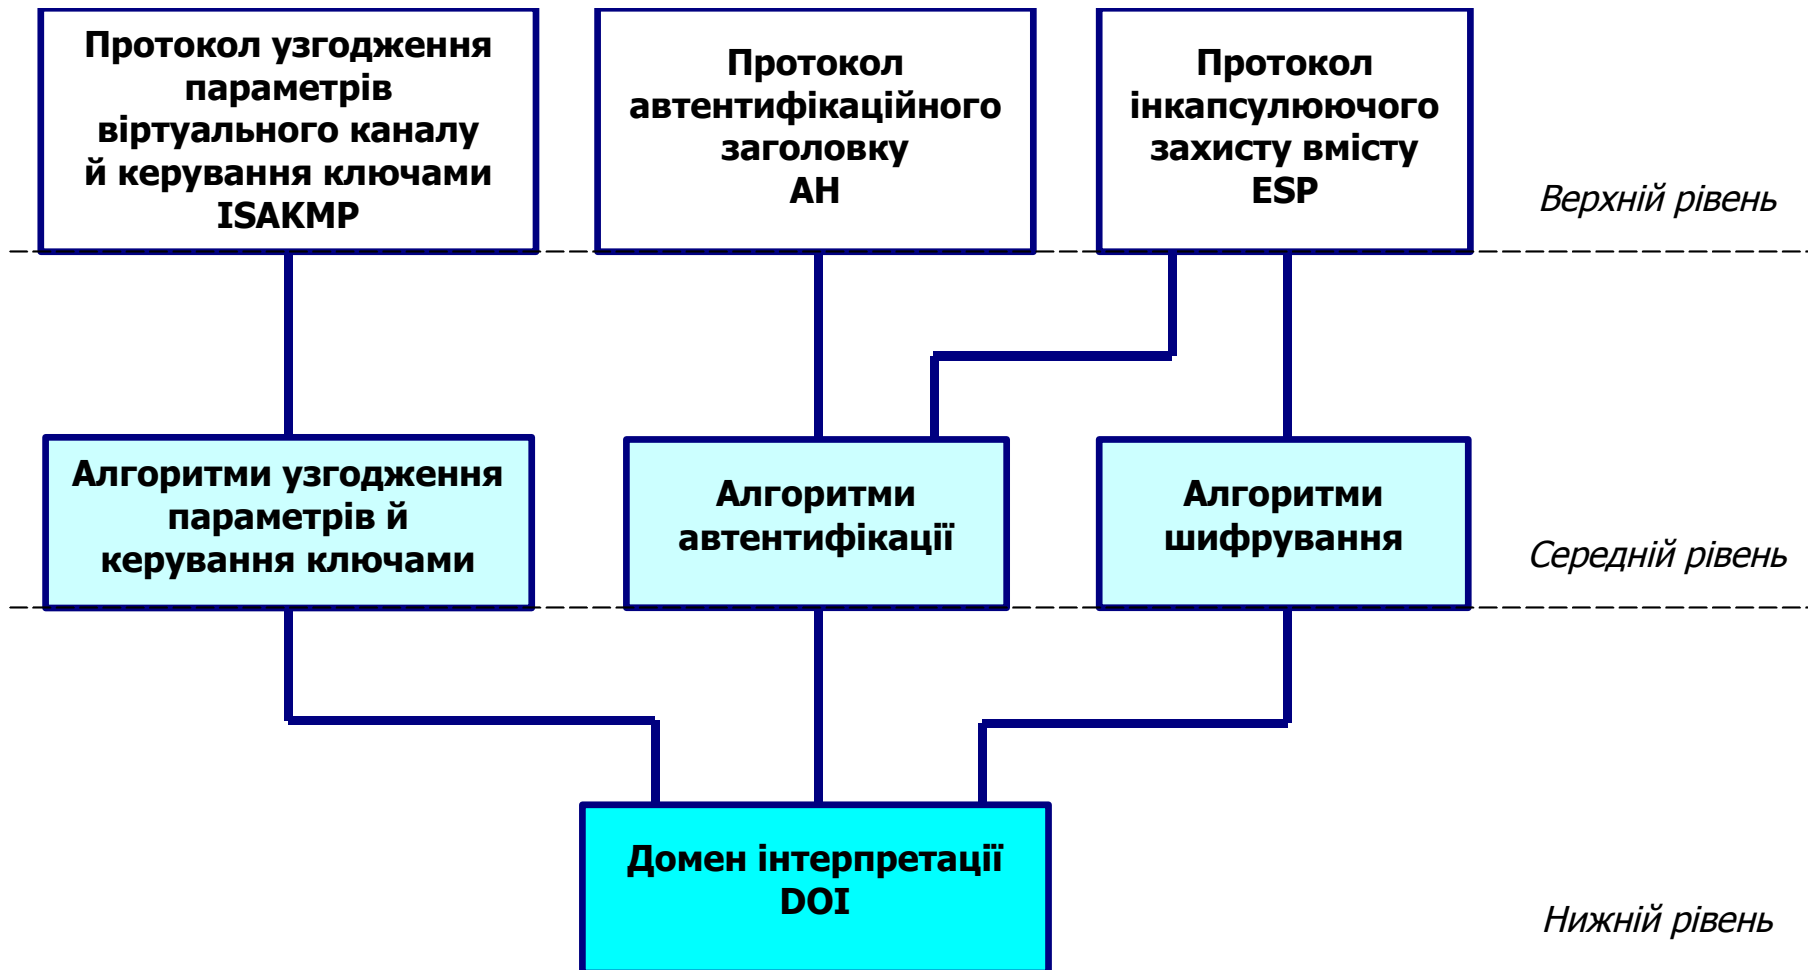 Протокол узгодження
параметрів
віртуального каналу
й керування ключами
ISAKMP
Протокол
автентифікаційного
заголовку
AH
Протокол
інкапсулюючого
захисту вмісту
ESP
Верхній рівень
Алгоритми узгодження
параметрів й
керування ключами
Алгоритми
автентифікації
Алгоритми
шифрування
Середній рівень
Домен інтерпретації
DOI
Нижній рівень